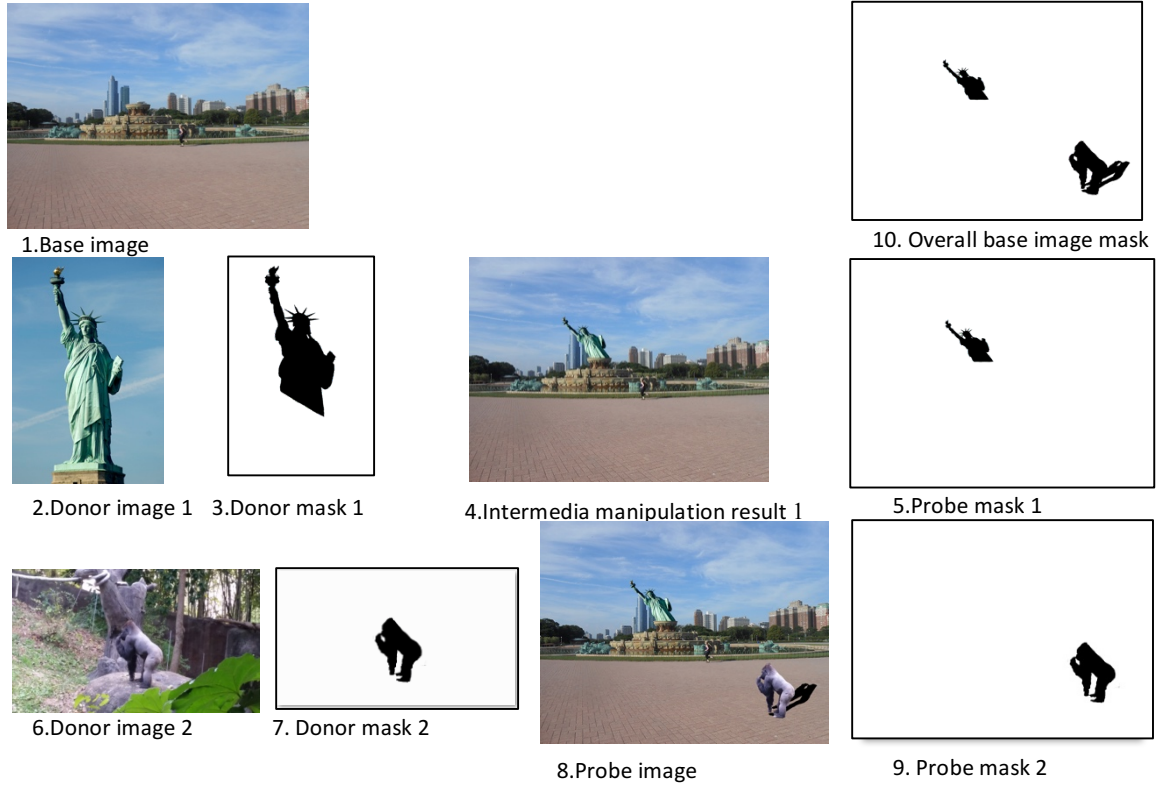 1.Base image
10. Overall base image mask
2.Donor image 1
3.Donor mask 1
4.Intermedia manipulation result 1
5.Probe mask 1
6.Donor image 2
7. Donor mask 2
8.Probe image
9. Probe mask 2